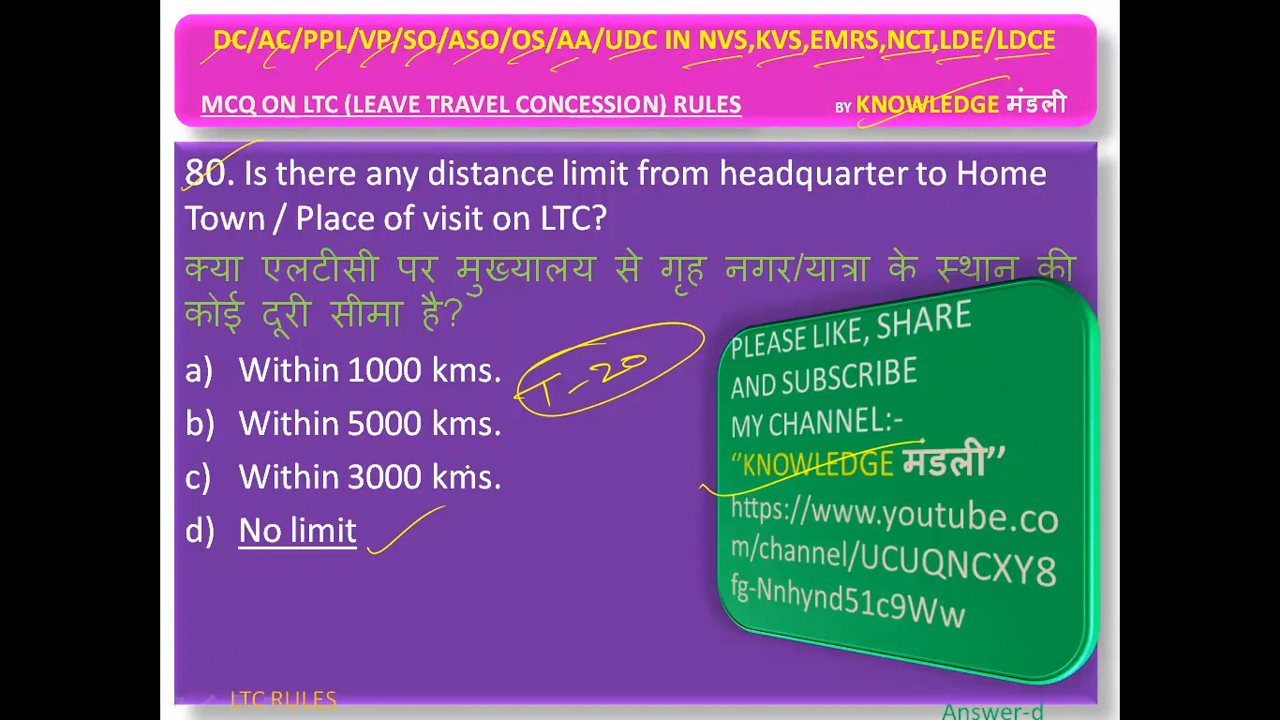 DC/AC/PPL/VP/SO/ASO/OS/AA/UDC IN NVS,KVS,EMRS,NCT,LDE/LDCE
MCQ ON LTC (LEAVE TRAVEL CONCESSION) RULES BY KNOWLEDGE मंडली
80. Is there any distance limit from headquarter to Home
Town / Place of visit on LTC?
क्या एलटीसी पर मुख्यालय से गृह नगर/यात्रा के स्थान की
कोई दूरी सीमा है?
a) Within 1000 kms.
b) Within 5000 kms.
c) Within 3000 kms.
d) No limit
T-20
PLEASE LIKE, SHARE
AND SUBSCRIBE
MY CHANNEL:-
“KNOWLEDGE मंडली”
https://www.youtube.co
m/channel/UCUQNCXY8
fg-Nnhynd51c9Ww
LTC RULES
Answer-d